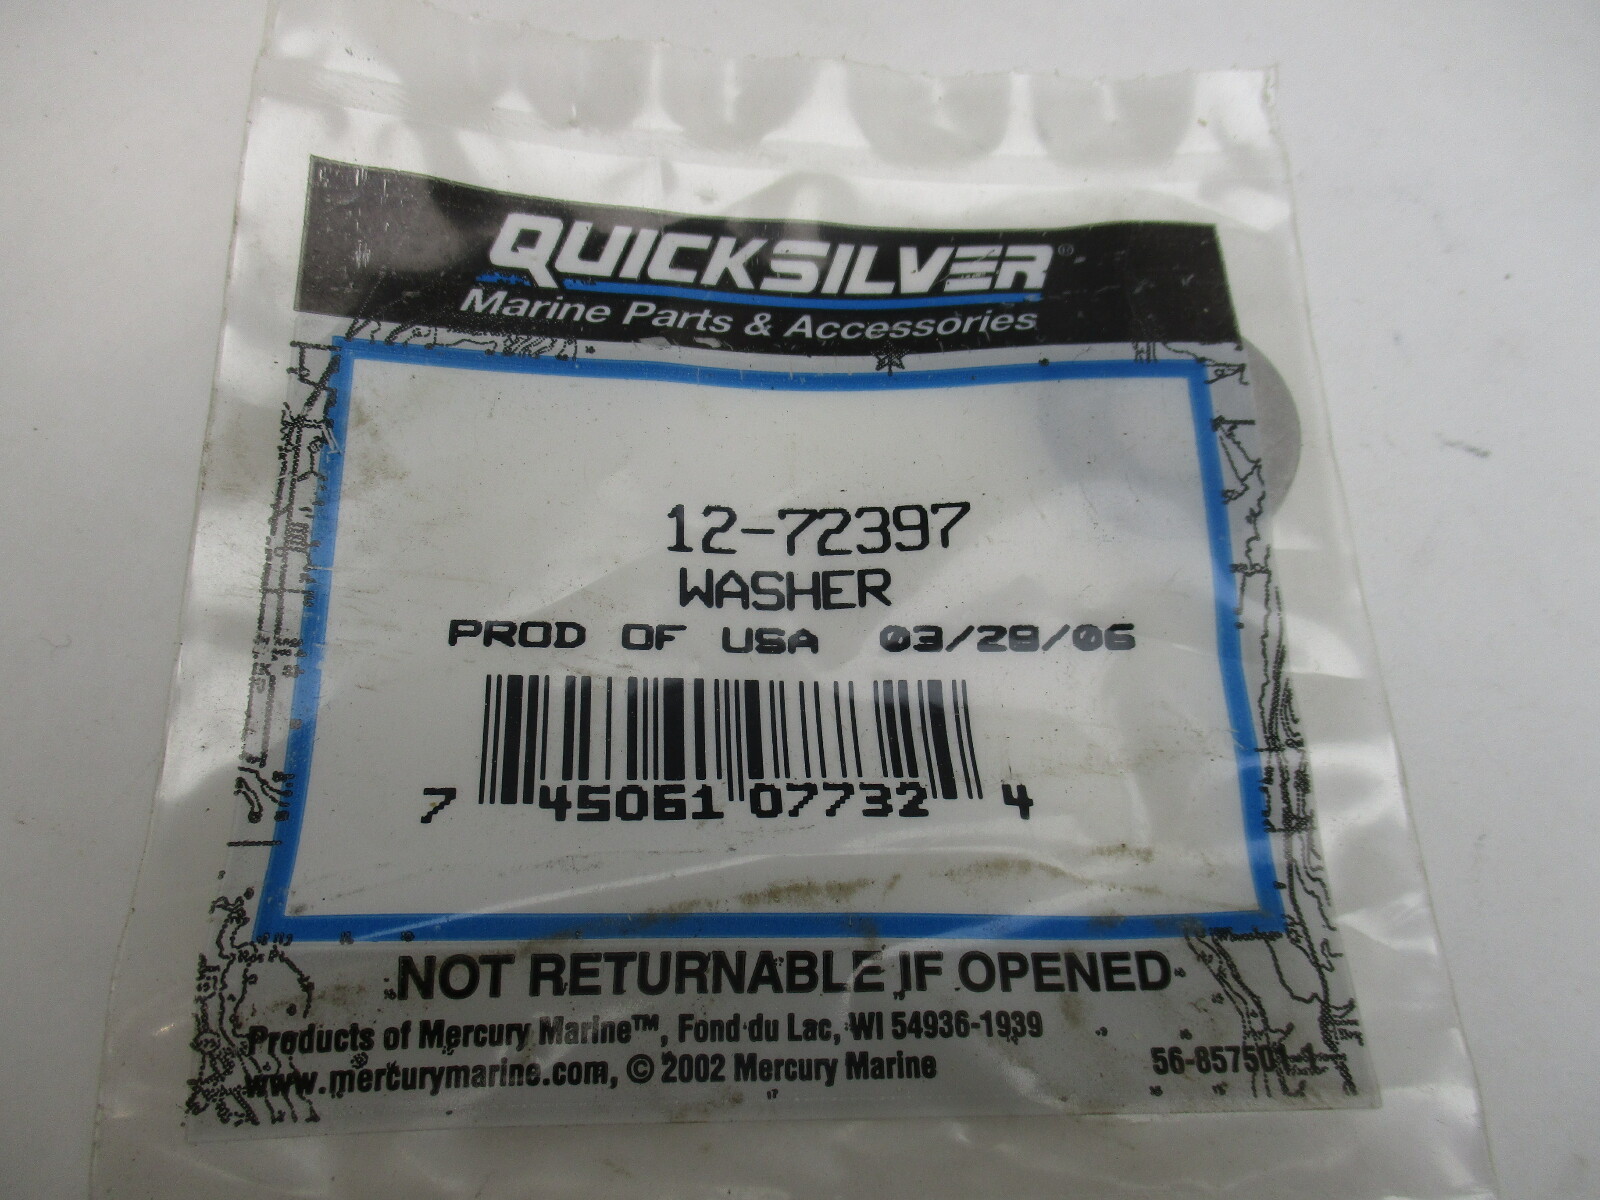 QUICKSILVER®
Marine Parts & Accessories
12-72397
WASHER
PROD OF USA 03/28/06
7 45061 07732 4
NOT RETURNABLE IF OPENED
Products of Mercury Marine™, Fond du Lac, WI 54936-1939
www.mercurymarine.com, © 2002 Mercury Marine
56-857501-1